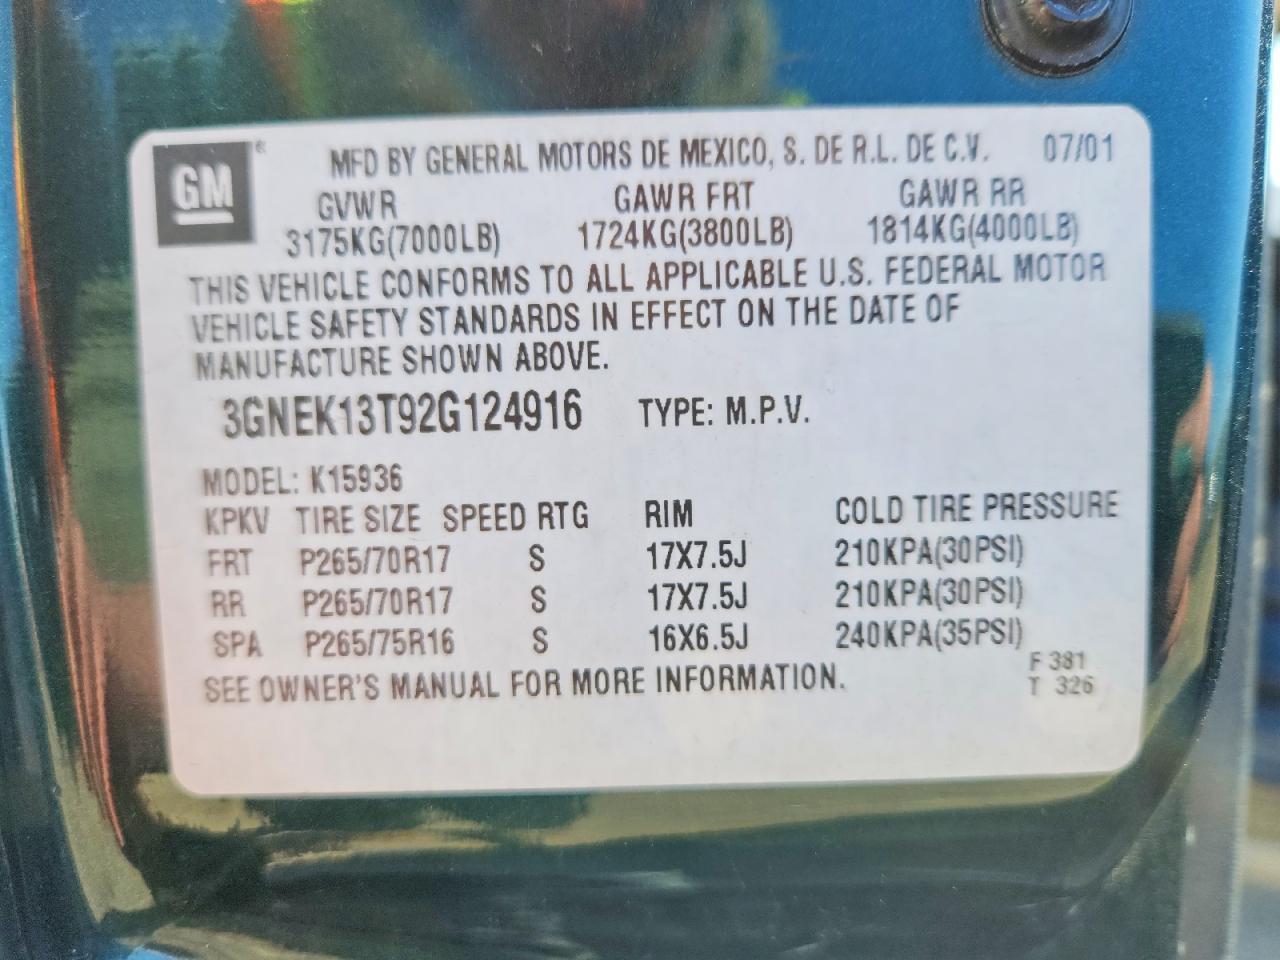 GM ® MFD BY GENERAL MOTORS DE MEXICO, S. DE R.L. DE C.V. 07/01
GVWR GAWR FRT GAWR RR
3175KG(7000LB) 1724KG(3800LB) 1814KG(4000LB)
THIS VEHICLE CONFORMS TO ALL APPLICABLE U.S. FEDERAL MOTOR
VEHICLE SAFETY STANDARDS IN EFFECT ON THE DATE OF
MANUFACTURE SHOWN ABOVE.
3GNEK13T92G124916 TYPE: M.P.V.
MODEL: K15936
KPKV TIRE SIZE SPEED RTG RIM COLD TIRE PRESSURE
FRT P265/70R17 S 17X7.5J 210KPA(30PSI)
RR P265/70R17 S 17X7.5J 210KPA(30PSI)
SPA P265/75R16 S 16X6.5J 240KPA(35PSI)
SEE OWNER'S MANUAL FOR MORE INFORMATION.
F 381
T 326